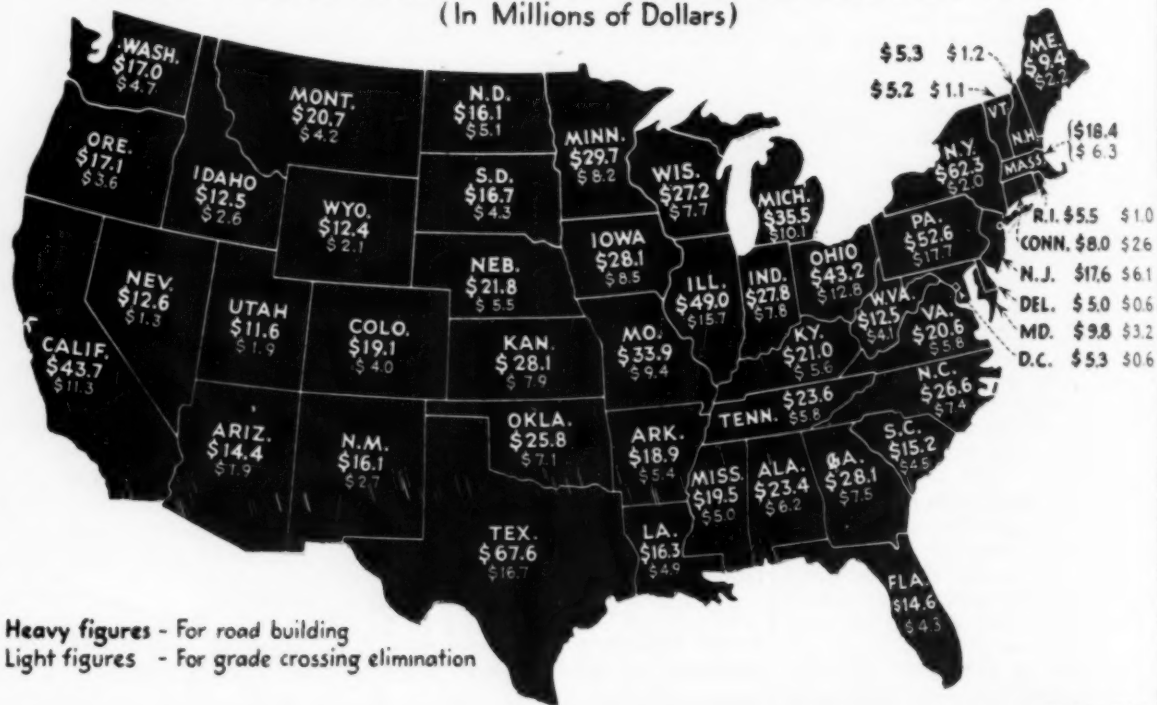 (In Millions of Dollars)
WASH.
$17.0
$4.7
ORE.
$17.1
$3.6
CALIF.
$43.7
$11.3
NEV.
$12.6
$1.3
IDAHO
$12.5
$2.6
MONT.
$20.7
$4.2
WYO.
$12.4
$2.1
UTAH
$11.6
$1.9
COLO.
$19.1
$4.0
ARIZ.
$14.4
$1.9
N.M.
$16.1
$2.7
N.D.
$16.1
$5.1
S.D.
$16.7
$4.3
NEB.
$21.8
$5.5
KAN.
$28.1
$7.9
OKLA.
$25.8
$7.1
TEX.
$67.6
$16.7
MINN.
$29.7
$8.2
IOWA
$28.1
$8.5
MO.
$33.9
$9.4
ARK.
$18.9
$5.4
LA.
$16.3
$4.9
WIS.
$27.2
$7.7
ILL.
$49.0
$15.7
MICH.
$35.5
$10.1
IND.
$27.8
$7.8
OHIO
$43.2
$12.8
KY.
$21.0
$5.6
TENN.
$23.6
$5.8
MISS.
$19.5
$5.0
ALA.
$23.4
$6.2
GA.
$28.1
$7.5
FLA.
$14.6
$4.3
S.C.
$15.2
$4.5
N.C.
$26.6
$7.4
VA.
$20.6
$5.8
W.VA.
$12.5
$4.1
PA.
$52.6
$17.7
N.Y.
$62.3
$2.0
$5.3 $1.2
$5.2 $1.1
VT.
N.H.
ME.
$9.4
$2.2
MASS.
$18.4
$6.3
R.I. $5.5 $1.0
CONN. $8.0 $2.6
N.J. $17.6 $6.1
DEL. $5.0 $0.6
MD. $9.8 $3.2
D.C. $5.3 $0.6
Heavy figures - For road building
Light figures - For grade crossing elimination